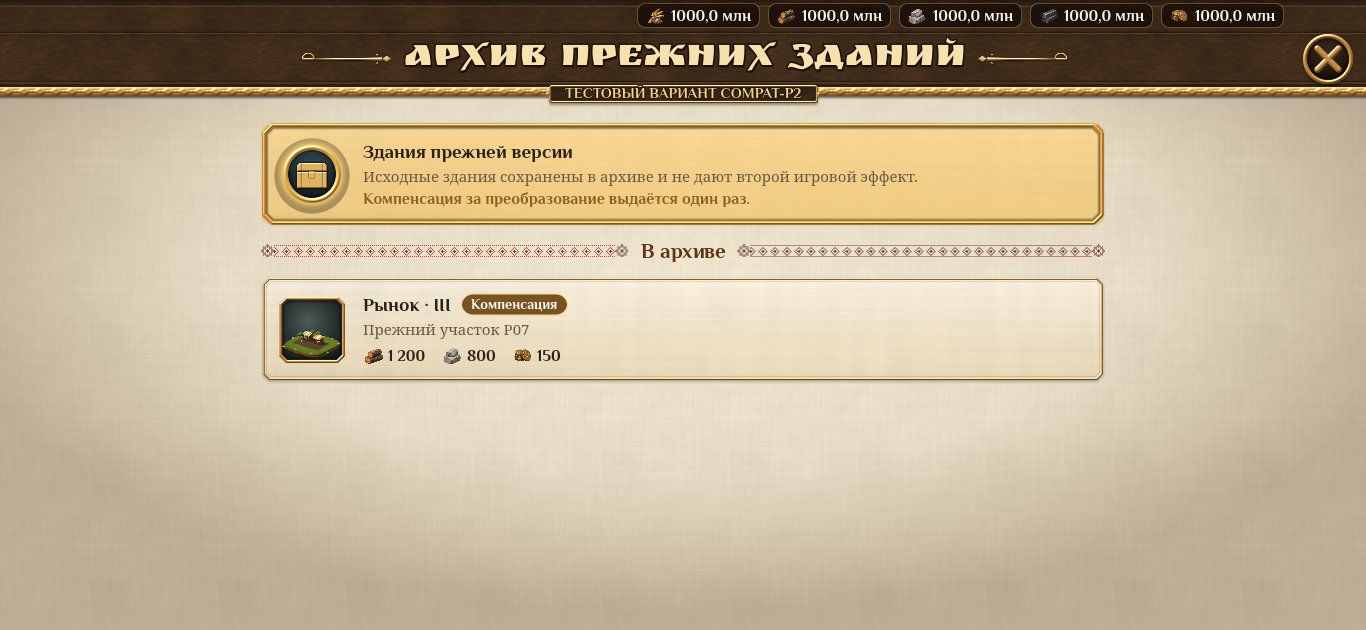 1000,0 млн 1000,0 млн 1000,0 млн 1000,0 млн 1000,0 млн
АРХИВ ПРЕЖНИХ ЗДАНИЙ
ТЕСТОВЫЙ ВАРИАНТ COMPAT-P2
Здания прежней версии
Исходные здания сохранены в архиве и не дают второй игровой эффект.
Компенсация за преобразование выдаётся один раз.
В архиве
Рынок · III Компенсация
Прежний участок P07
1 200 800 150